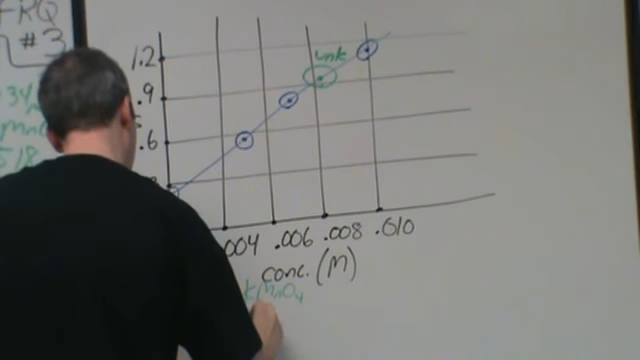 FRQ
#3
1.2
unk
.9
.6
.004 .006 .008 .010
conc. (M)
KMnO4